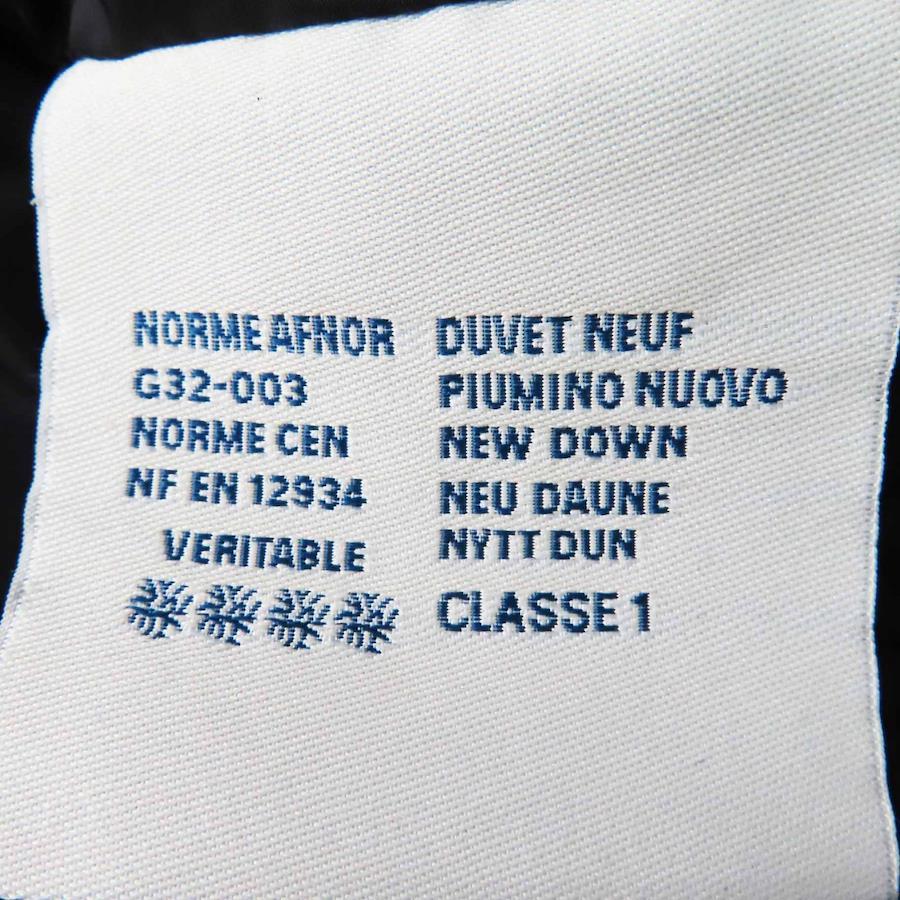 NORME AFNOR
G32-003
NORME CEN
NF EN 12934
VERITABLE
DUVET NEUF
PIUMINO NUOVO
NEW DOWN
NEU DAUNE
NYTT DUN
CLASSE 1